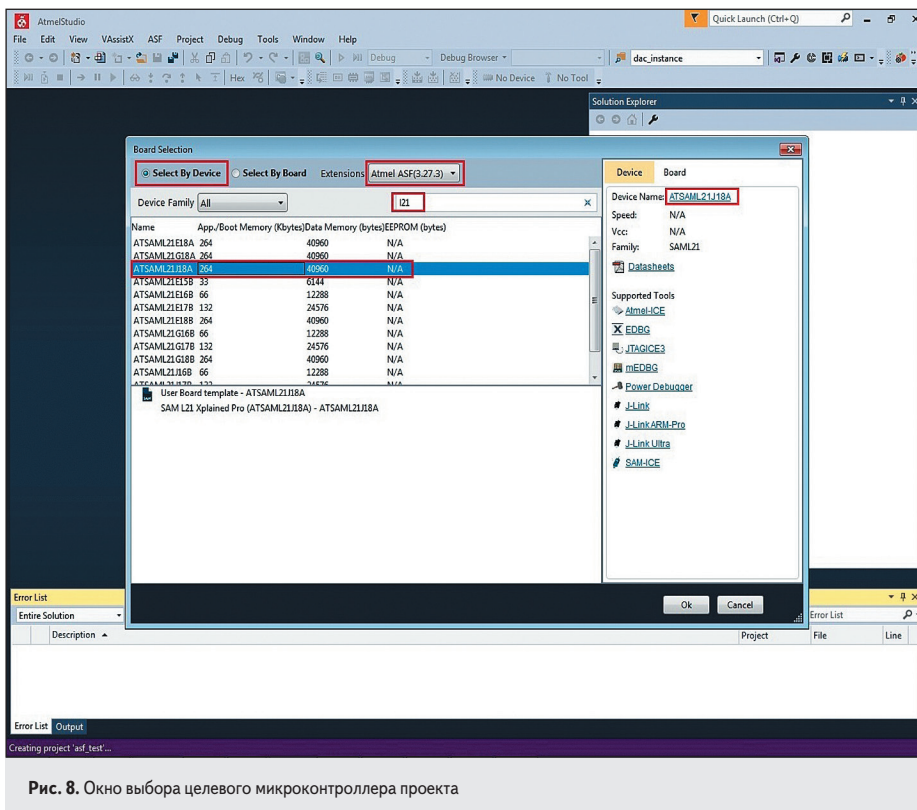 AtmelStudio
Quick Launch (Ctrl+Q)
File Edit View VAssistX ASF Project Debug Tools Window Help
Debug Debug Browser dac_instance
Hex No Device No Tool
Solution Explorer
Board Selection
Select By Device Select By Board Extensions Atmel ASF(3.27.3)
Device Family All l21
Name App./Boot Memory (Kbytes) Data Memory (bytes) EEPROM (bytes)
ATSAML21E18A 264 40960 N/A
ATSAML21G18A 264 40960 N/A
ATSAML21J18A 264 40960 N/A
ATSAML21E15B 33 6144 N/A
ATSAML21E16B 66 12288 N/A
ATSAML21E17B 132 24576 N/A
ATSAML21E18B 264 40960 N/A
ATSAML21G16B 66 12288 N/A
ATSAML21G17B 132 24576 N/A
ATSAML21G18B 264 40960 N/A
ATSAML21J16B 66 12288 N/A
ATSAML21J17B 132 24576 N/A
User Board template - ATSAML21J18A
SAM L21 Xplained Pro (ATSAML21J18A) - ATSAML21J18A
Device Board
Device Name: ATSAML21J18A
Speed: N/A
Vcc: N/A
Family: SAML21
Datasheets
Supported Tools
Atmel-ICE
EDBG
JTAGICE3
mEDBG
Power Debugger
J-Link
J-Link ARM-Pro
J-Link Ultra
SAM-ICE
Ok Cancel
Error List
Entire Solution Error List
Description Project File Line
Error List Output
Creating project 'asf_test'...
Рис. 8. Окно выбора целевого микроконтроллера проекта